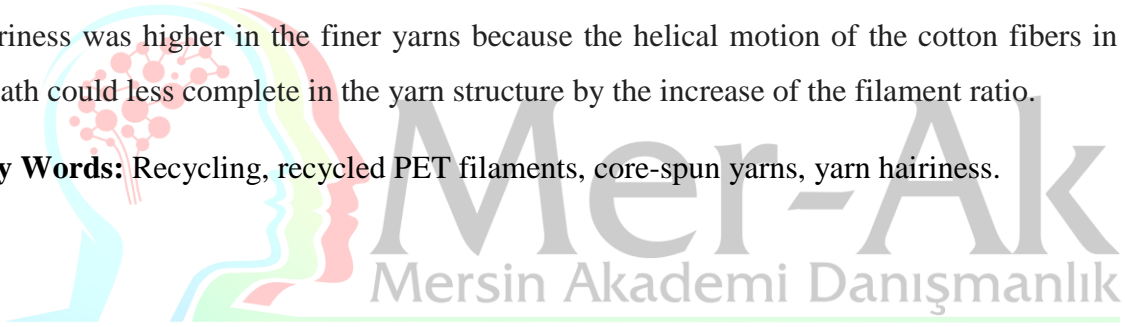 riness was higher in the finer yarns because the helical motion of the cotton fibers in
ath could less complete in the yarn structure by the increase of the filament ratio.
y Words: Recycling, recycled PET filaments, core-spun yarns, yarn hairiness.
Mer-Ak
Mersin Akademi Danışmanlık